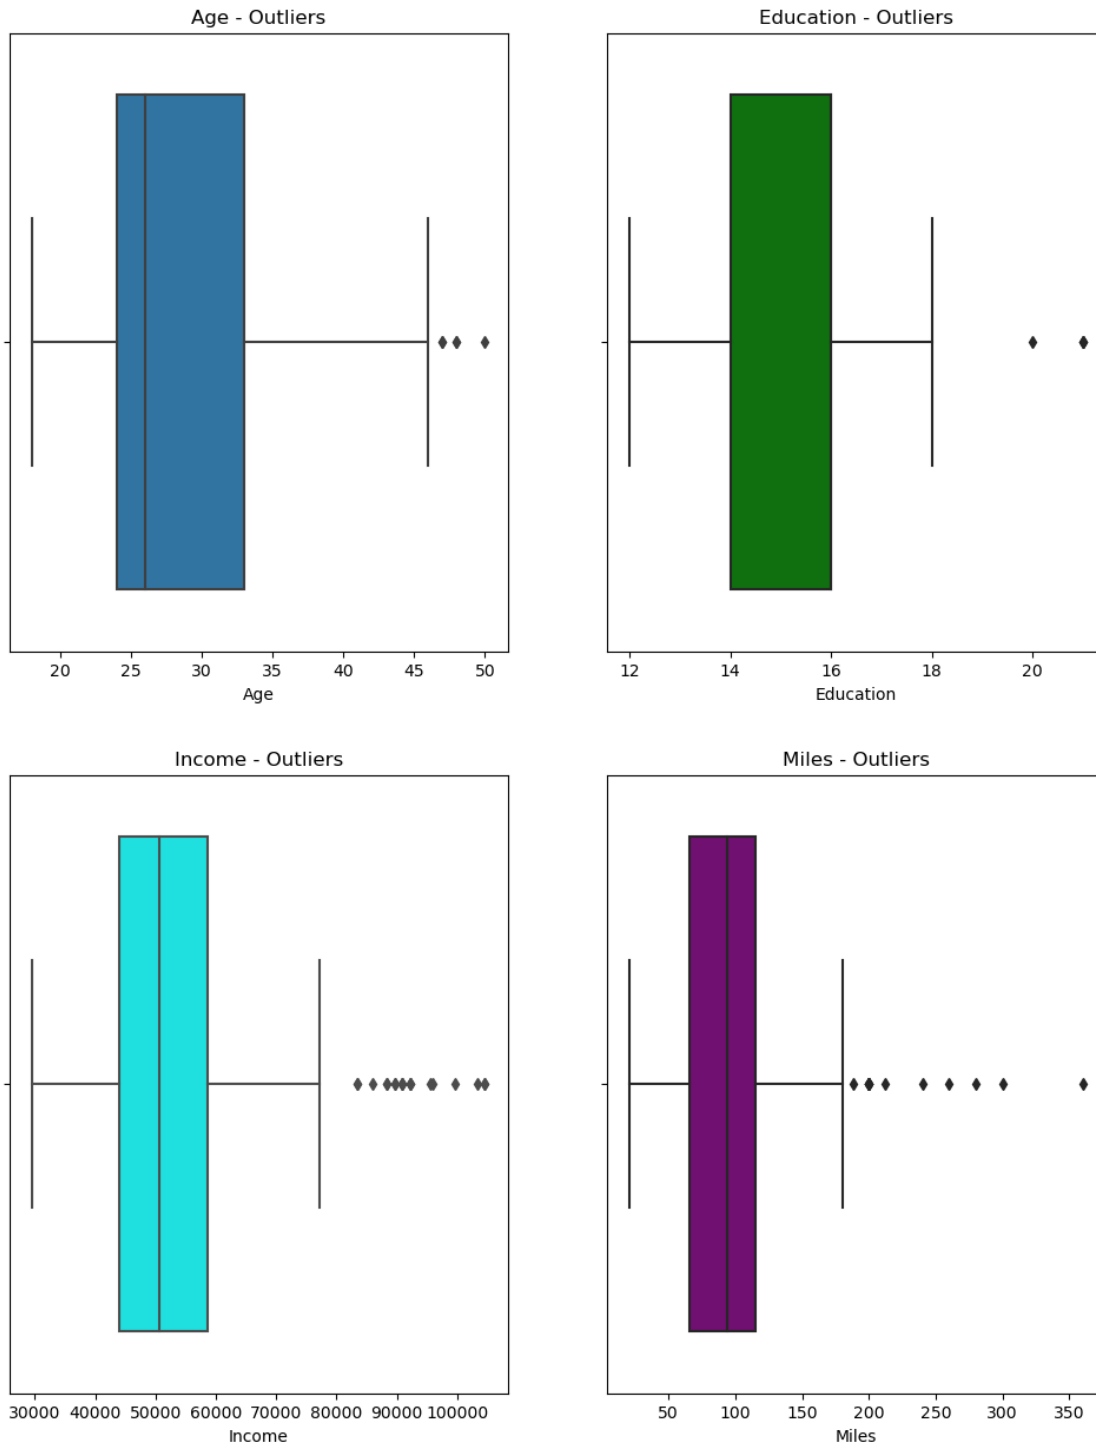 Age - Outliers
20 25 30 35 40 45 50
Age
Education - Outliers
12 14 16 18 20
Education
Income - Outliers
30000 40000 50000 60000 70000 80000 90000 100000
Income
Miles - Outliers
50 100 150 200 250 300 350
Miles